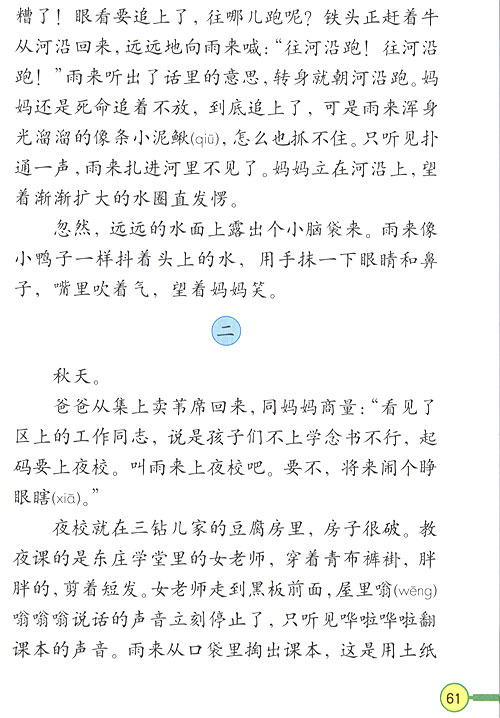 糟了！眼看要追上了，往哪儿跑呢？铁头正赶着牛
从河沿回来，远远地向雨来喊：“往河沿跑！往河沿
跑！”雨来听出了话里的意思，转身就朝河沿跑。妈
妈还是死命追着不放，到底追上了，可是雨来浑身
光溜溜的像条小泥鳅(qiū)，怎么也抓不住。只听见扑
通一声，雨来扎进河里不见了。妈妈立在河沿上，望
着渐渐扩大的水圈直发愣。
忽然，远远的水面上露出个小脑袋来。雨来像
小鸭子一样抖着头上的水，用手抹一下眼睛和鼻
子，嘴里吹着气，望着妈妈笑。
二
秋天。
爸爸从集上卖苇席回来，同妈妈商量：“看见了
区上的工作同志，说是孩子们不上学念书不行，起
码要上夜校。叫雨来上夜校吧。要不，将来闹个睁
眼瞎(xiā)。”
夜校就在三钻儿家的豆腐房里，房子很破。教
夜课的是东庄学堂里的女老师，穿着青布裤褂，胖
胖的，剪着短发。女老师走到黑板前面，屋里嗡(wēng)
嗡嗡嗡说话的声音立刻停止了，只听见哗啦哗啦翻
课本的声音。雨来从口袋里掏出课本，这是用土纸
61